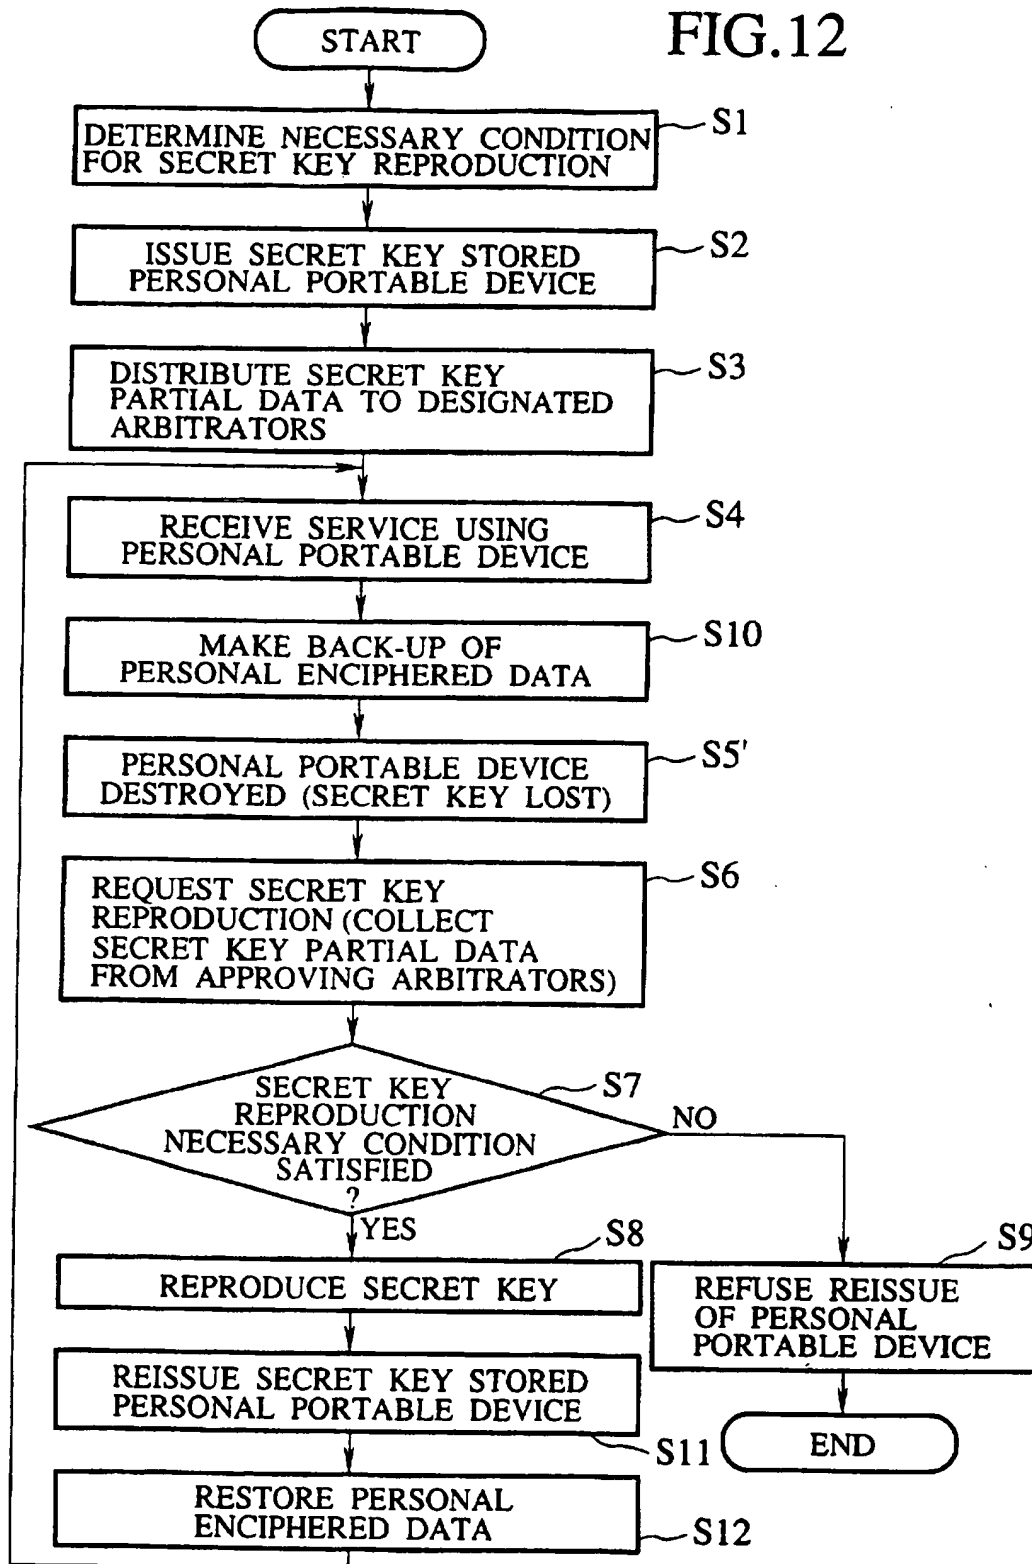 START
FIG.12
DETERMINE NECESSARY CONDITION
FOR SECRET KEY REPRODUCTION
S1
ISSUE SECRET KEY STORED
PERSONAL PORTABLE DEVICE
S2
DISTRIBUTE SECRET KEY
PARTIAL DATA TO DESIGNATED
ARBITRATORS
S3
RECEIVE SERVICE USING
PERSONAL PORTABLE DEVICE
S4
MAKE BACK-UP OF
PERSONAL ENCIPHERED DATA
S10
PERSONAL PORTABLE DEVICE
DESTROYED (SECRET KEY LOST)
S5'
REQUEST SECRET KEY
REPRODUCTION (COLLECT
SECRET KEY PARTIAL DATA
FROM APPROVING ARBITRATORS)
S6
SECRET KEY
REPRODUCTION
NECESSARY CONDITION
SATISFIED
?
S7
NO
YES
REPRODUCE SECRET KEY
S8
REFUSE REISSUE
OF PERSONAL
PORTABLE DEVICE
S9
REISSUE SECRET KEY STORED
PERSONAL PORTABLE DEVICE
S11
END
RESTORE PERSONAL
ENCIPHERED DATA
S12